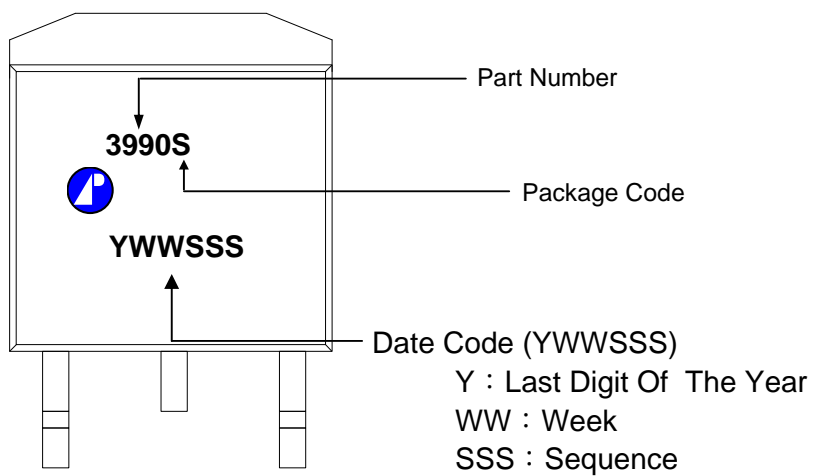 Part Number
3990S
Package Code
YWWSSS
Date Code (YWWSSS)
Y：Last Digit Of The Year
WW：Week
SSS：Sequence